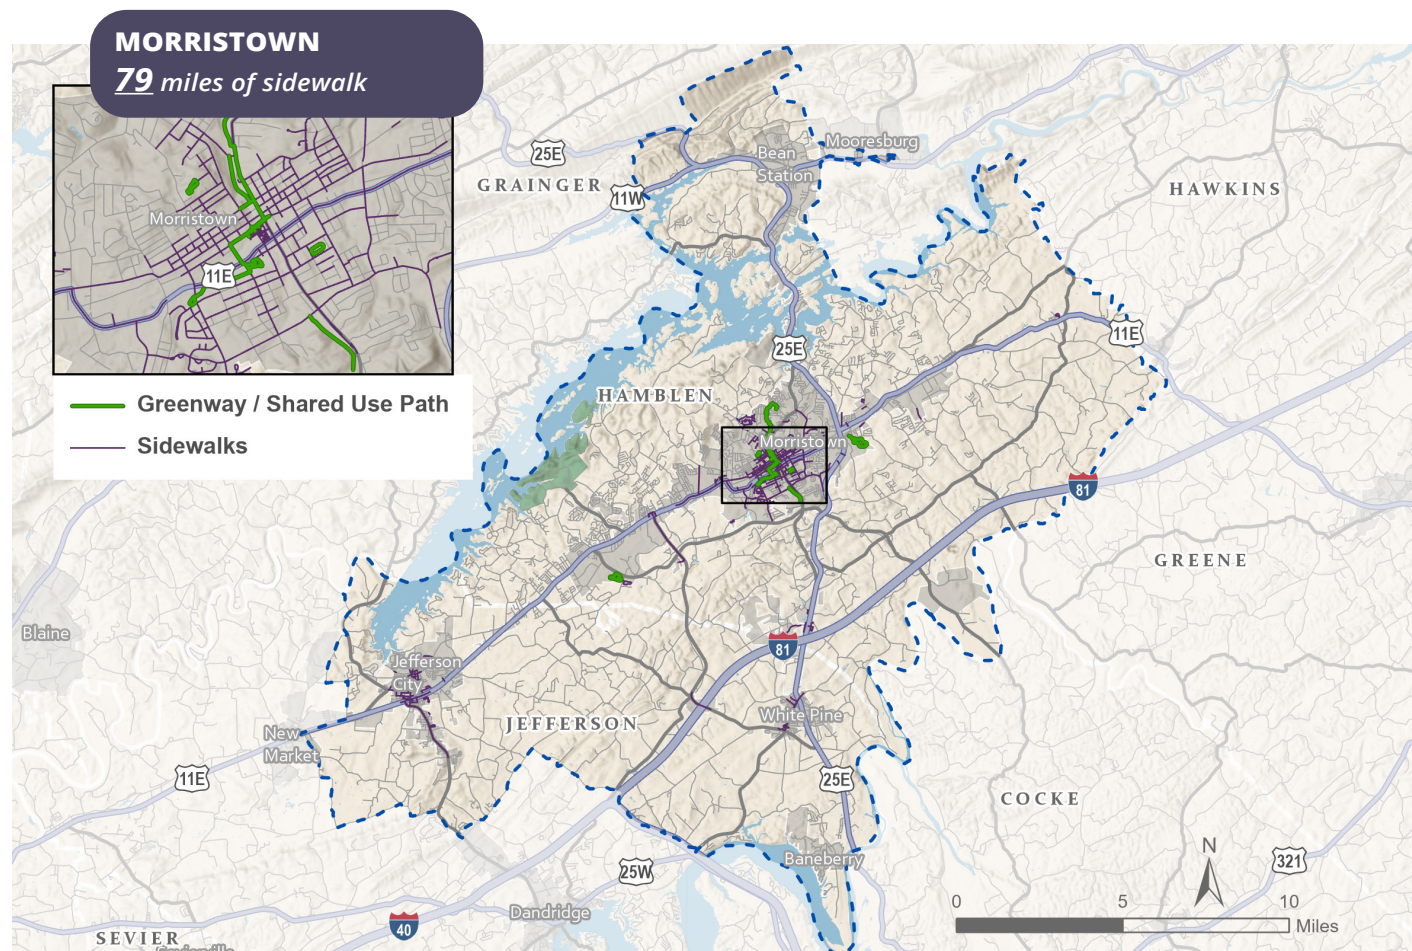 MORRISTOWN
79 miles of sidewalk
Morristown
11E
Greenway / Shared Use Path
Sidewalks
25E
GRAINGER
11W
Bean
Station
Mooresburg
HAWKINS
11E
25E
HAMBLEN
Morristown
81
GREENE
Blaine
81
Jefferson
City
JEFFERSON
White Pine
New
Market
11E
25E
COCKE
Baneberry
25W
321
N
0 5 10
Miles
Dandridge
40
SEVIER